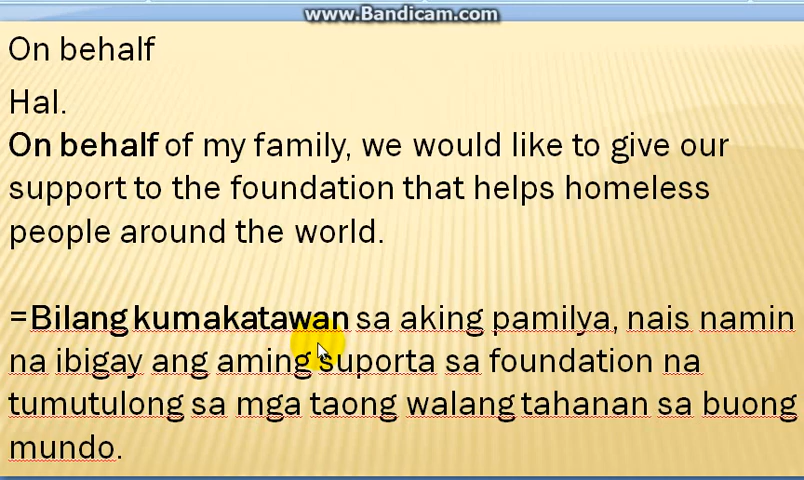 www.Bandicam.com
On behalf
Hal.
On behalf of my family, we would like to give our
support to the foundation that helps homeless
people around the world.
=Bilang kumakatawan sa aking pamilya, nais namin
na ibigay ang aming suporta sa foundation na
tumutulong sa mga taong walang tahanan sa buong
mundo.